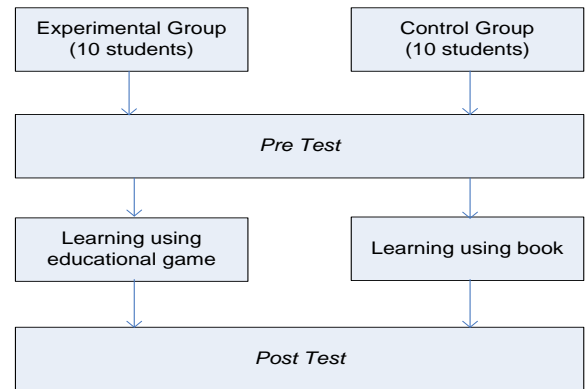 Experimental Group
(10 students)
Control Group
(10 students)
Pre Test
Learning using
educational game
Learning using book
Post Test